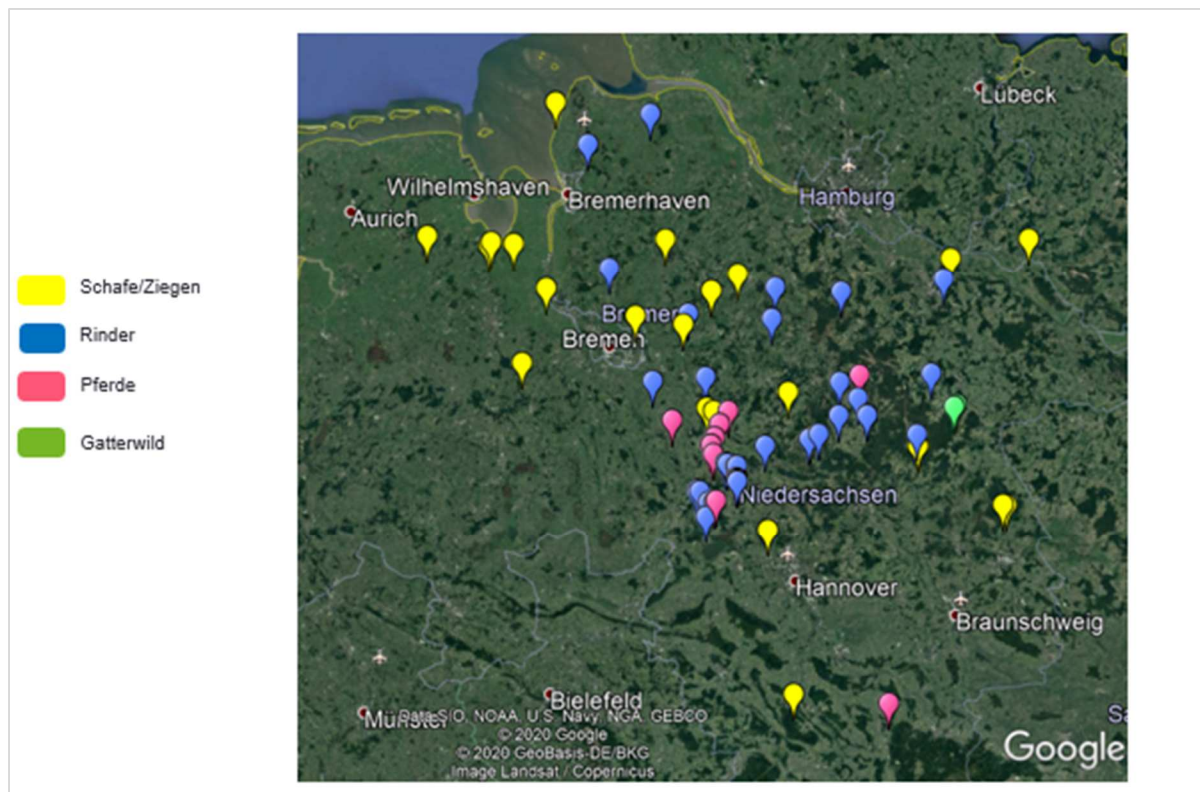 Schafe/Ziegen
Rinder
Pferde
Gatterwild
Lübeck
Wilhelmshaven
Bremerhaven
Hamburg
Aurich
Bremen
Bremen
Niedersachsen
Hannover
Braunschweig
Bielefeld
Münster
Data SIO, NOAA, U.S. Navy, NGA, GEBCO
© 2020 Google
© 2020 GeoBasis-DE/BKG
Image Landsat / Copernicus
Google